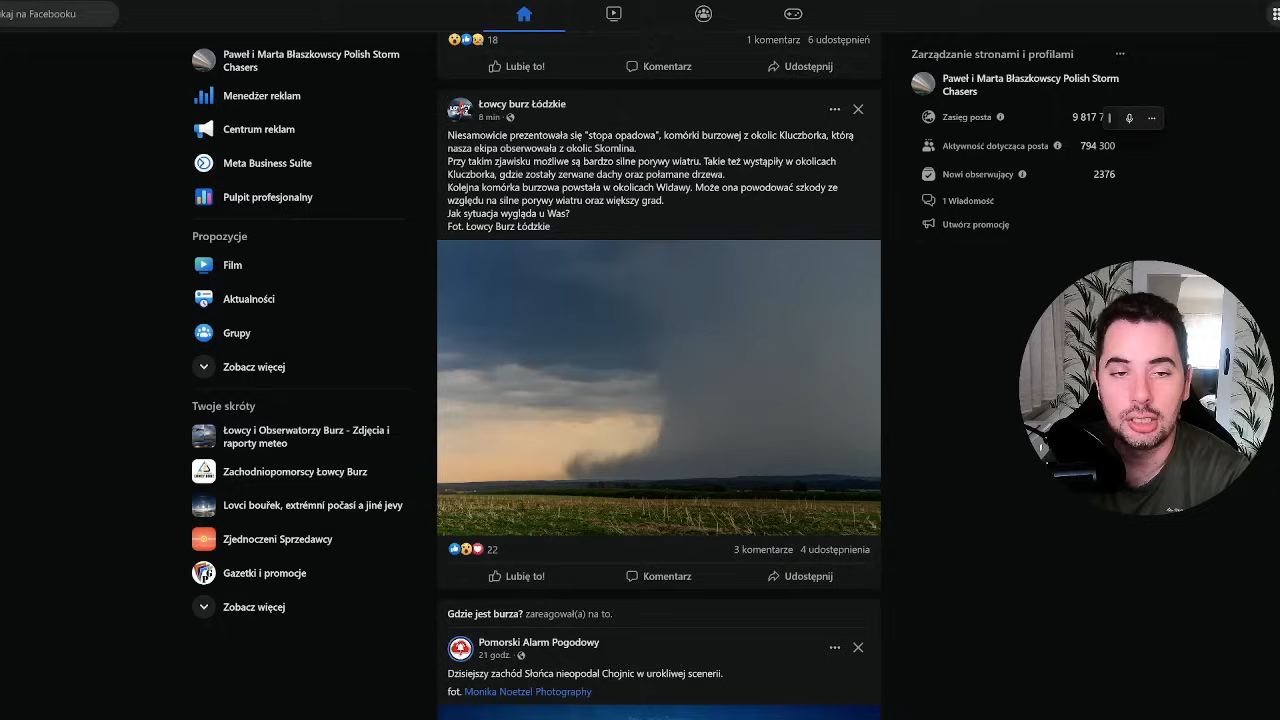 kaj na Facebooku
Paweł i Marta Błaszkowscy Polish Storm
Chasers
Menedżer reklam
Centrum reklam
Meta Business Suite
Pulpit profesjonalny
Propozycje
Film
Aktualności
Grupy
Zobacz więcej
Twoje skróty
Łowcy i Obserwatorzy Burz - Zdjęcia i
raporty meteo
Zachodniopomorscy Łowcy Burz
Lovci bouřek, extrémní počasí a jiné jevy
Zjednoczeni Sprzedawcy
Gazetki i promocje
Zobacz więcej
18
1 komentarz 6 udostępnień
Lubię to! Komentarz Udostępnij
Łowcy burz Łódzkie
8 min ·
Niesamowicie prezentowała się "stopa opadowa", komórki burzowej z okolic Kluczborka, którą
nasza ekipa obserwowała z okolic Skomlina.
Przy takim zjawisku możliwe są bardzo silne porywy wiatru. Takie też wystąpiły w okolicach
Kluczborka, gdzie zostały zerwane dachy oraz połamane drzewa.
Kolejna komórka burzowa powstała w okolicach Widawy. Może ona powodować szkody ze
względu na silne porywy wiatru oraz większy grad.
Jak sytuacja wygląda u Was?
Fot. Łowcy Burz Łódzkie
22
3 komentarze 4 udostępnienia
Lubię to! Komentarz Udostępnij
Gdzie jest burza? zareagował(a) na to.
Pomorski Alarm Pogodowy
21 godz. ·
Dzisiejszy zachód Słońca nieopodal Chojnic w urokliwej scenerii.
fot. Monika Noetzel Photography
Zarządzanie stronami i profilami
Paweł i Marta Błaszkowscy Polish Storm
Chasers
Zasięg posta 9 817 7
Aktywność dotycząca posta 794 300
Nowi obserwujący 2376
1 Wiadomość
Utwórz promocję